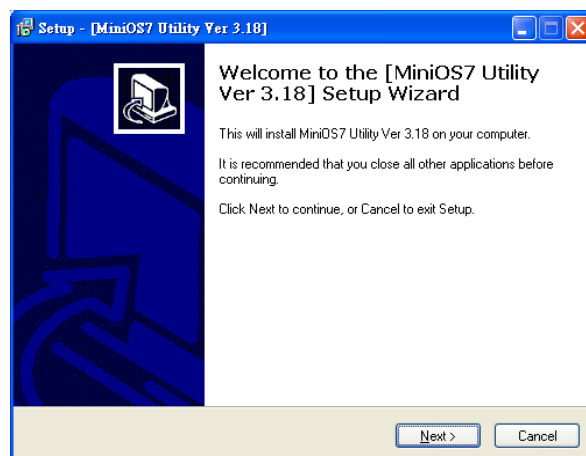 Setup - [MiniOS7 Utility Ver 3.18]
Welcome to the [MiniOS7 Utility
Ver 3.18] Setup Wizard
This will install MiniOS7 Utility Ver 3.18 on your computer.
It is recommended that you close all other applications before
continuing.
Click Next to continue, or Cancel to exit Setup.
Next >
Cancel